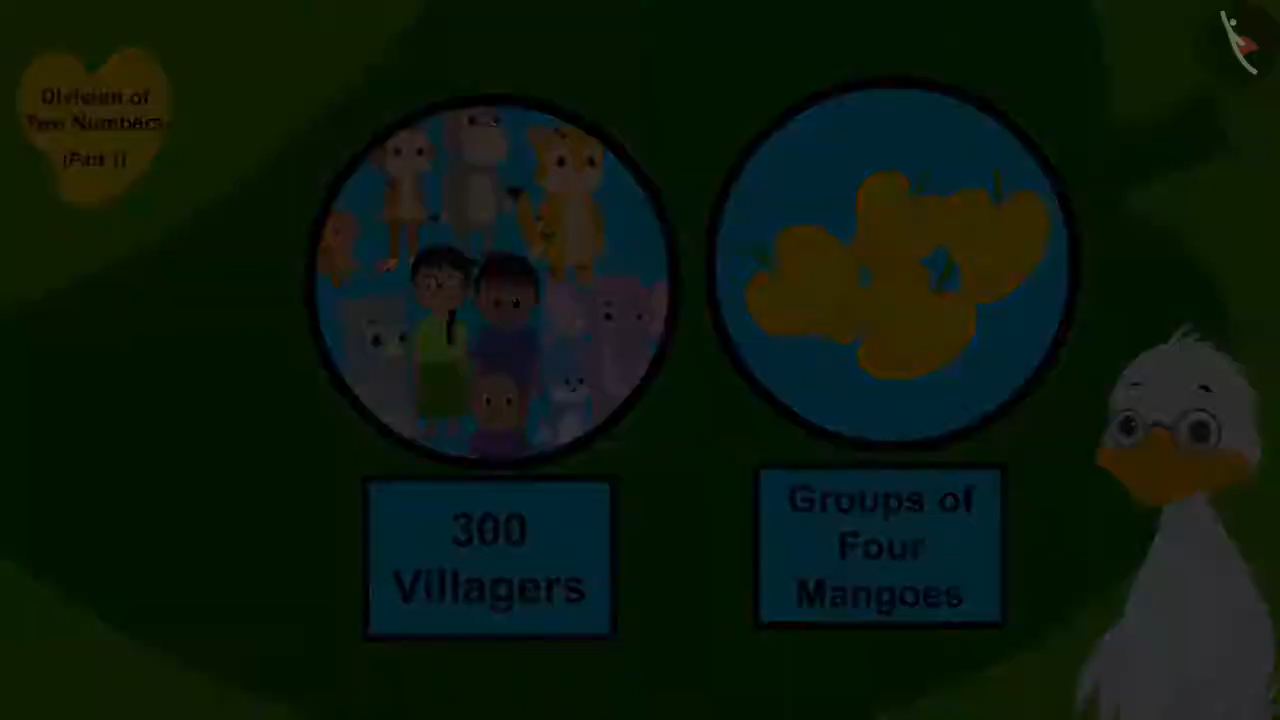 Division of
Two Numbers
(Part 1)
300
Villagers
Groups of
Four
Mangoes